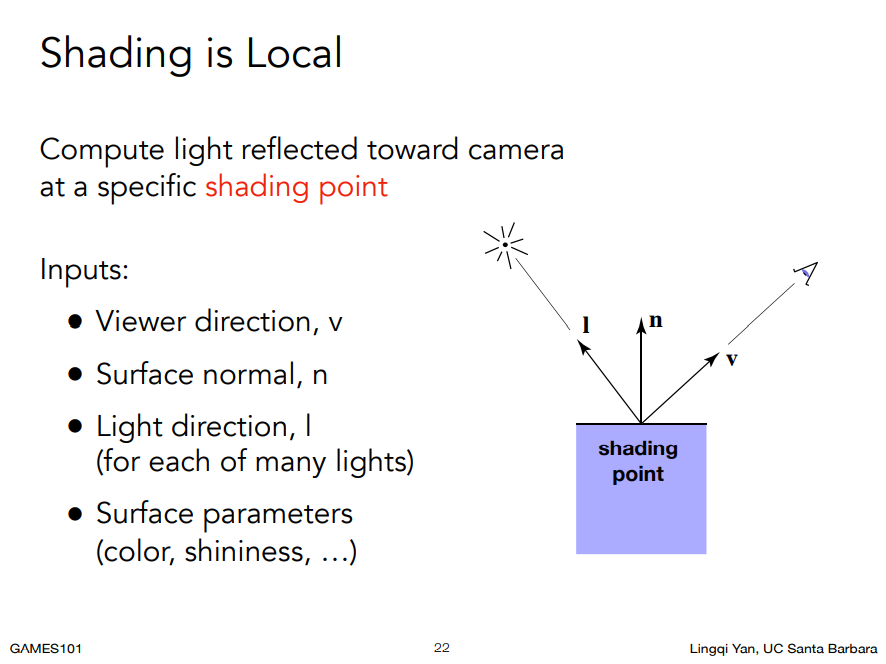 Shading is Local
Compute light reflected toward camera
at a specific shading point
Inputs:
● Viewer direction, v
● Surface normal, n
● Light direction, l
(for each of many lights)
● Surface parameters
(color, shininess, …)
l
n
v
shading
point
GAMES101
22
Lingqi Yan, UC Santa Barbara